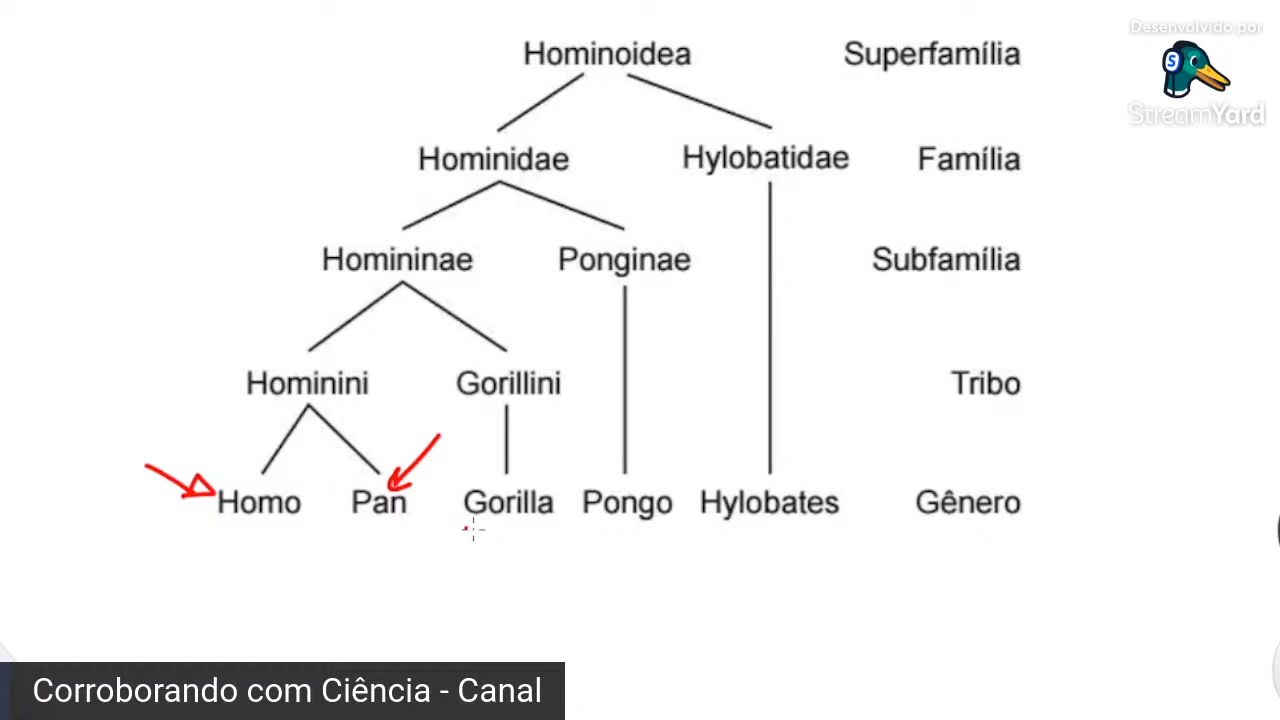 Desenvolvido por
StreamYard
Hominoidea Superfamília
Hominidae Hylobatidae Família
Homininae Ponginae Subfamília
Hominini Gorillini Tribo
Homo Pan Gorilla Pongo Hylobates Gênero
Corroborando com Ciência - Canal